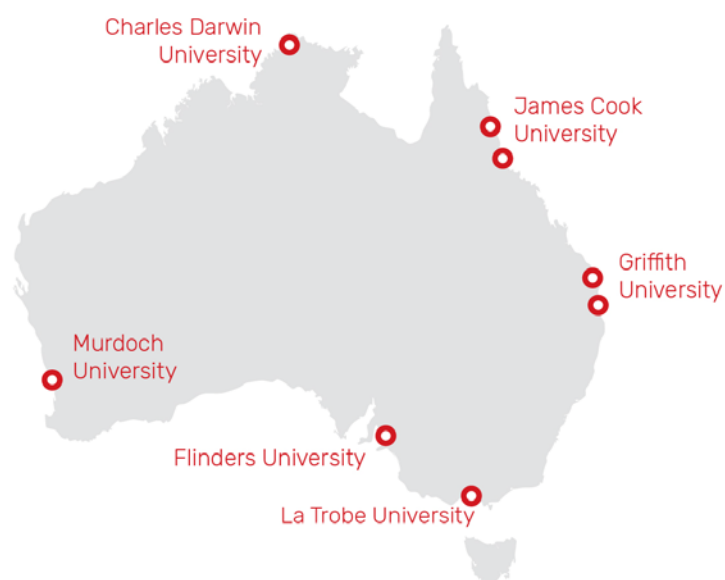 Charles Darwin
University
James Cook
University
Griffith
University
Murdoch
University
Flinders University
La Trobe University